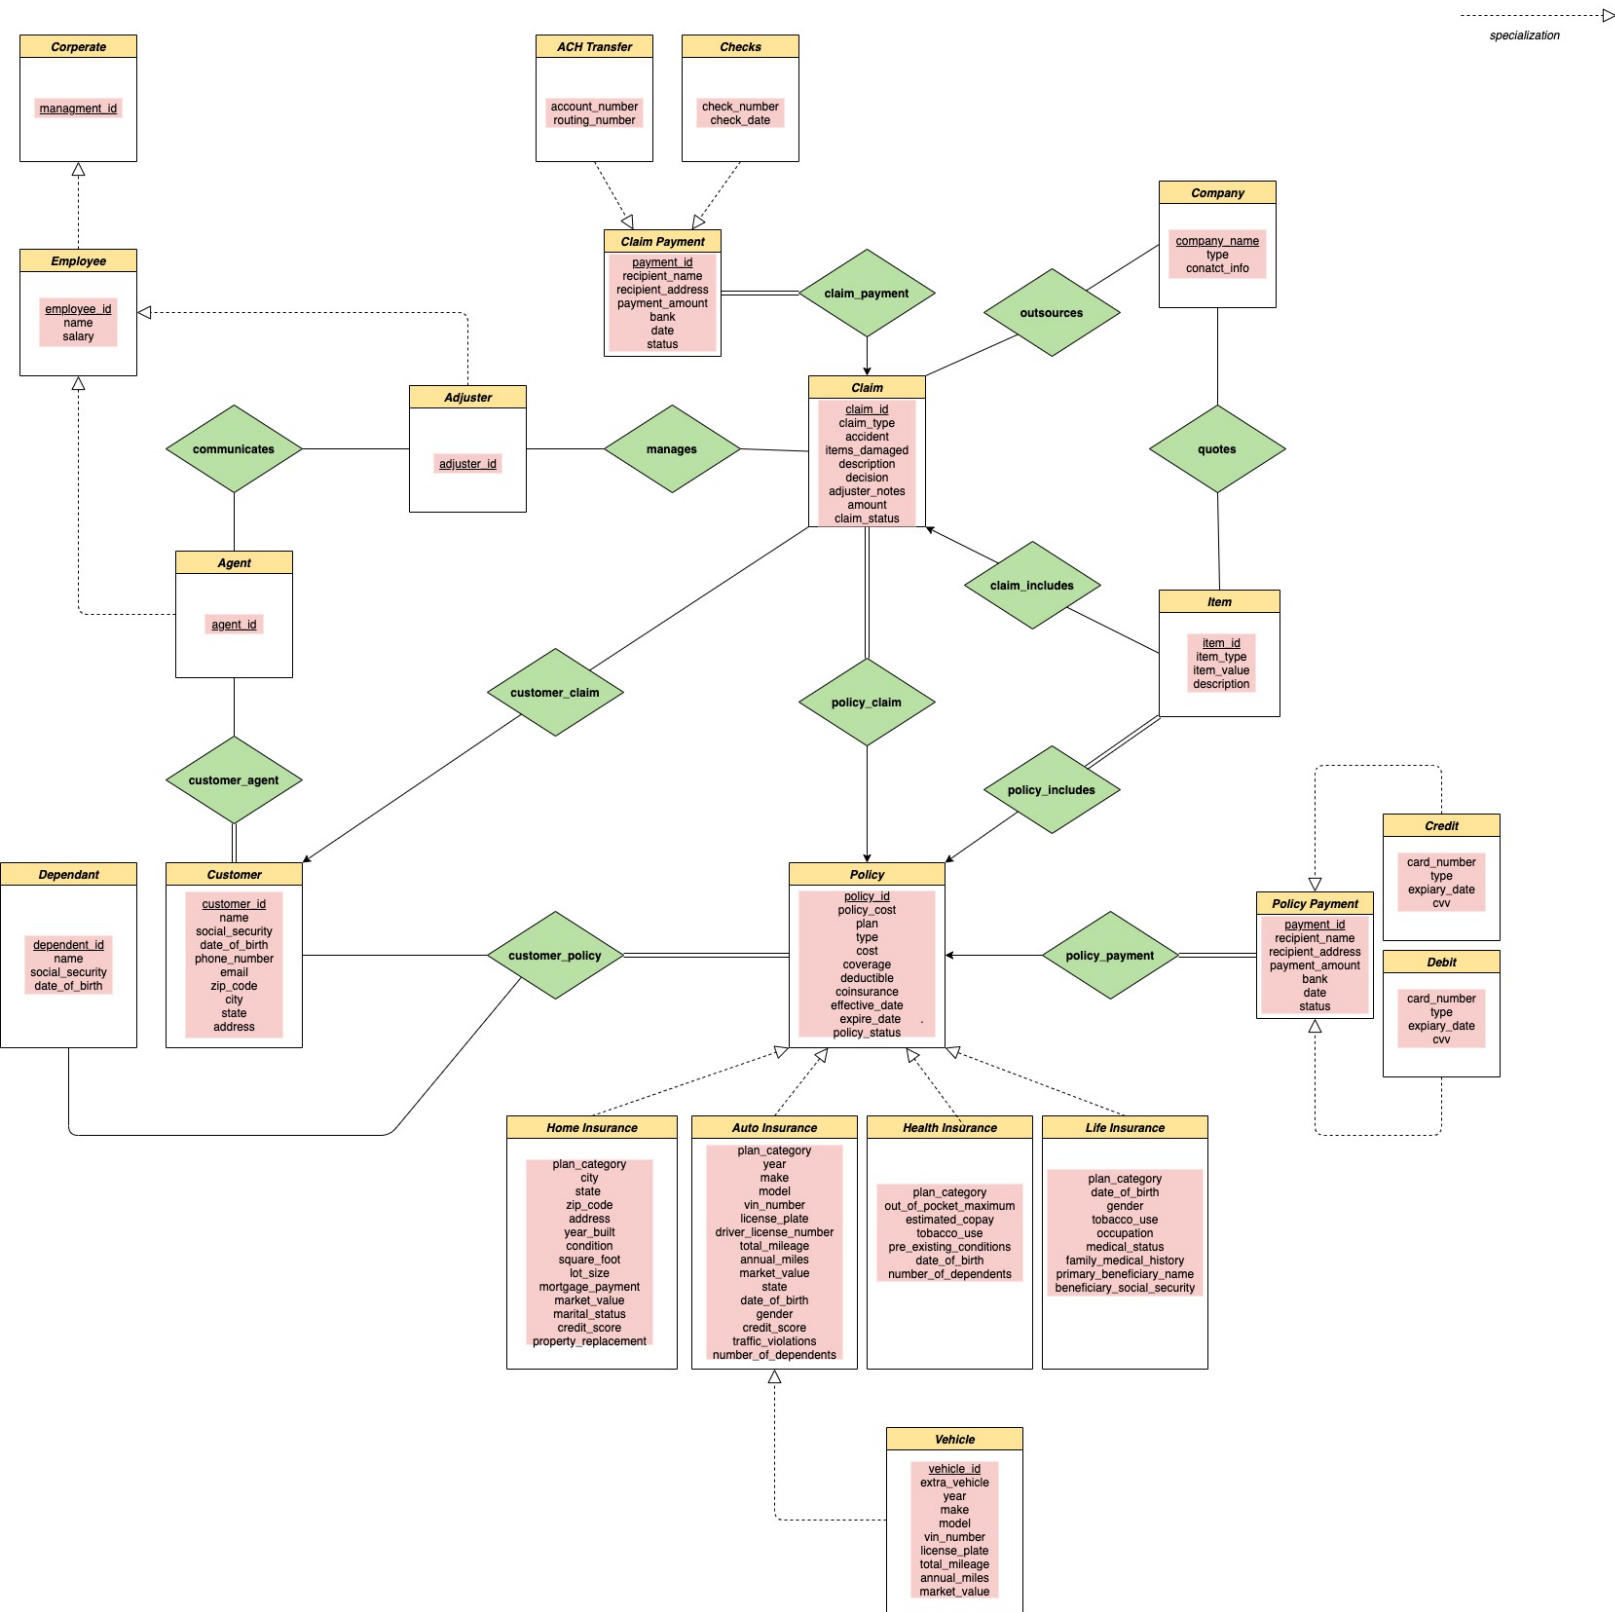 specialization
Corperate
managment_id
ACH Transfer
account_number
routing_number
Checks
check_number
check_date
Company
company_name
type
conatct_info
Claim Payment
payment_id
recipient_name
recipient_address
payment_amount
bank
date
status
claim_payment
outsources
Employee
employee_id
name
salary
Adjuster
adjuster_id
communicates
manages
Claim
claim_id
claim_type
accident
items_damaged
description
decision
adjuster_notes
amount
claim_status
quotes
Agent
agent_id
claim_includes
Item
item_id
item_type
item_value
description
customer_claim
policy_claim
customer_agent
policy_includes
Dependant
dependent_id
name
social_security
date_of_birth
Customer
customer_id
name
social_security
date_of_birth
phone_number
email
zip_code
city
state
address
customer_policy
Policy
policy_id
policy_cost
plan
type
cost
coverage
deductible
coinsurance
effective_date
expire_date .
policy_status
policy_payment
Policy Payment
payment_id
recipient_name
recipient_address
payment_amount
bank
date
status
Credit
card_number
type
expiary_date
cvv
Debit
card_number
type
expiary_date
cvv
Home Insurance
plan_category
city
state
zip_code
address
year_built
condition
square_foot
lot_size
mortgage_payment
market_value
marital_status
credit_score
property_replacement
Auto Insurance
plan_category
year
make
model
vin_number
license_plate
driver_license_number
total_mileage
annual_miles
market_value
state
date_of_birth
gender
credit_score
traffic_violations
number_of_dependents
Health Insurance
plan_category
out_of_pocket_maximum
estimated_copay
tobacco_use
pre_existing_conditions
date_of_birth
number_of_dependents
Life Insurance
plan_category
date_of_birth
gender
tobacco_use
occupation
medical_status
family_medical_history
primary_beneficiary_name
beneficiary_social_security
Vehicle
vehicle_id
extra_vehicle
year
make
model
vin_number
license_plate
total_mileage
annual_miles
market_value